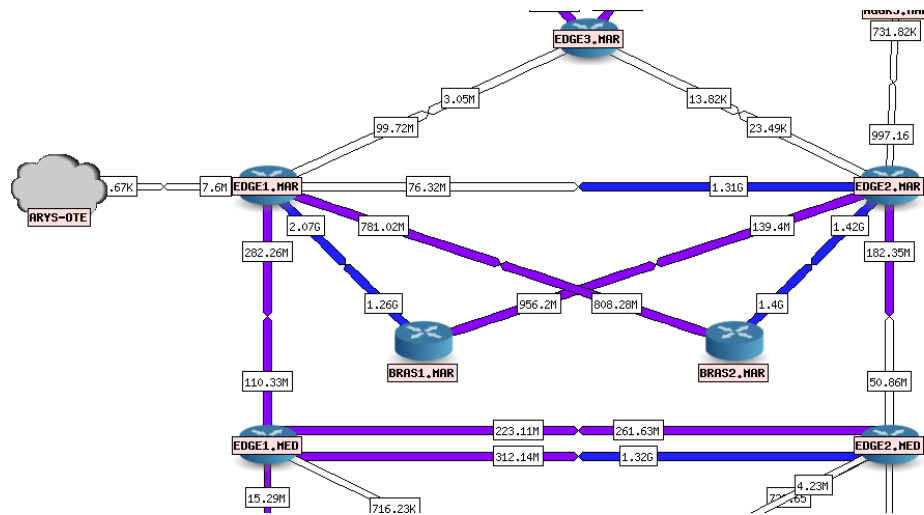 EDGE3.MAR
731.82K
3.05M
13.82K
99.72M
23.49K
997.16
.67K
7.6M
EDGE1.MAR
76.32M
1.31G
EDGE2.MAR
ARYS-OTE
2.07G
781.02M
139.4M
1.42G
282.26M
182.35M
1.26G
956.2M
808.28M
1.4G
BRAS1.MAR
BRAS2.MAR
110.33M
50.86M
EDGE1.MED
223.11M
261.63M
EDGE2.MED
312.14M
1.32G
4.23M
15.29M
716.23K